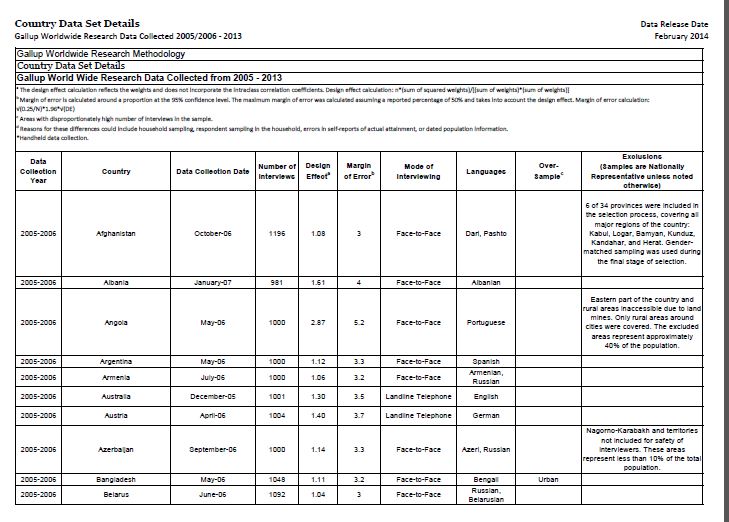 Country Data Set Details
Data Release Date
Gallup Worldwide Research Data Collected 2005/2006 - 2013
February 2014
Gallup Worldwide Research Methodology
Country Data Set Details
Gallup World Wide Research Data Collected from 2005 - 2013
a The design effect calculation reflects the weights and does not incorporate the intraclass correlation coefficients. Design effect calculation: n*(sum of squared weights)/[(sum of weights)*(sum of weights)]
b Margin of error is calculated around a proportion at the 95% confidence level. The maximum margin of error was calculated assuming a reported percentage of 50% and takes into account the design effect. Margin of error calculation:
√(0.25/N)*1.96*√(DE)
c Areas with disproportionately high number of interviews in the sample.
d Reasons for these differences could include household sampling, respondent sampling in the household, errors in self-reports of actual attainment, or dated population information.
*Handheld data collection.
Data Collection Year
Country
Data Collection Date
Number of Interviews
Design Effect a
Margin of Error b
Mode of Interviewing
Languages
Over-Sample c
Exclusions (Samples are Nationally Representative unless noted otherwise)
2005-2006 Afghanistan October-06 1196 1.08 3 Face-to-Face Dari, Pashto
6 of 34 provinces were included in
the selection process, covering all
major regions of the country:
Kabul, Logar, Bamyan, Kunduz,
Kandahar, and Herat. Gender-
matched sampling was used during
the final stage of selection.
2005-2006 Albania January-07 981 1.61 4 Face-to-Face Albanian
2005-2006 Angola May-06 1000 2.87 5.2 Face-to-Face Portuguese
Eastern part of the country and
rural areas inaccessible due to land
mines. Only rural areas around
cities were covered. The excluded
areas represent approximately
40% of the population.
2005-2006 Argentina May-06 1000 1.12 3.3 Face-to-Face Spanish
2005-2006 Armenia July-06 1000 1.06 3.2 Face-to-Face Armenian, Russian
2005-2006 Australia December-05 1001 1.30 3.5 Landline Telephone English
2005-2006 Austria April-06 1004 1.40 3.7 Landline Telephone German
2005-2006 Azerbaijan September-06 1000 1.14 3.3 Face-to-Face Azeri, Russian
Nagorno-Karabakh and territories
not included for safety of
interviewers. These areas
represent less than 10% of the total
population.
2005-2006 Bangladesh May-06 1048 1.11 3.2 Face-to-Face Bengali Urban
2005-2006 Belarus June-06 1092 1.04 3 Face-to-Face Russian, Belarusian